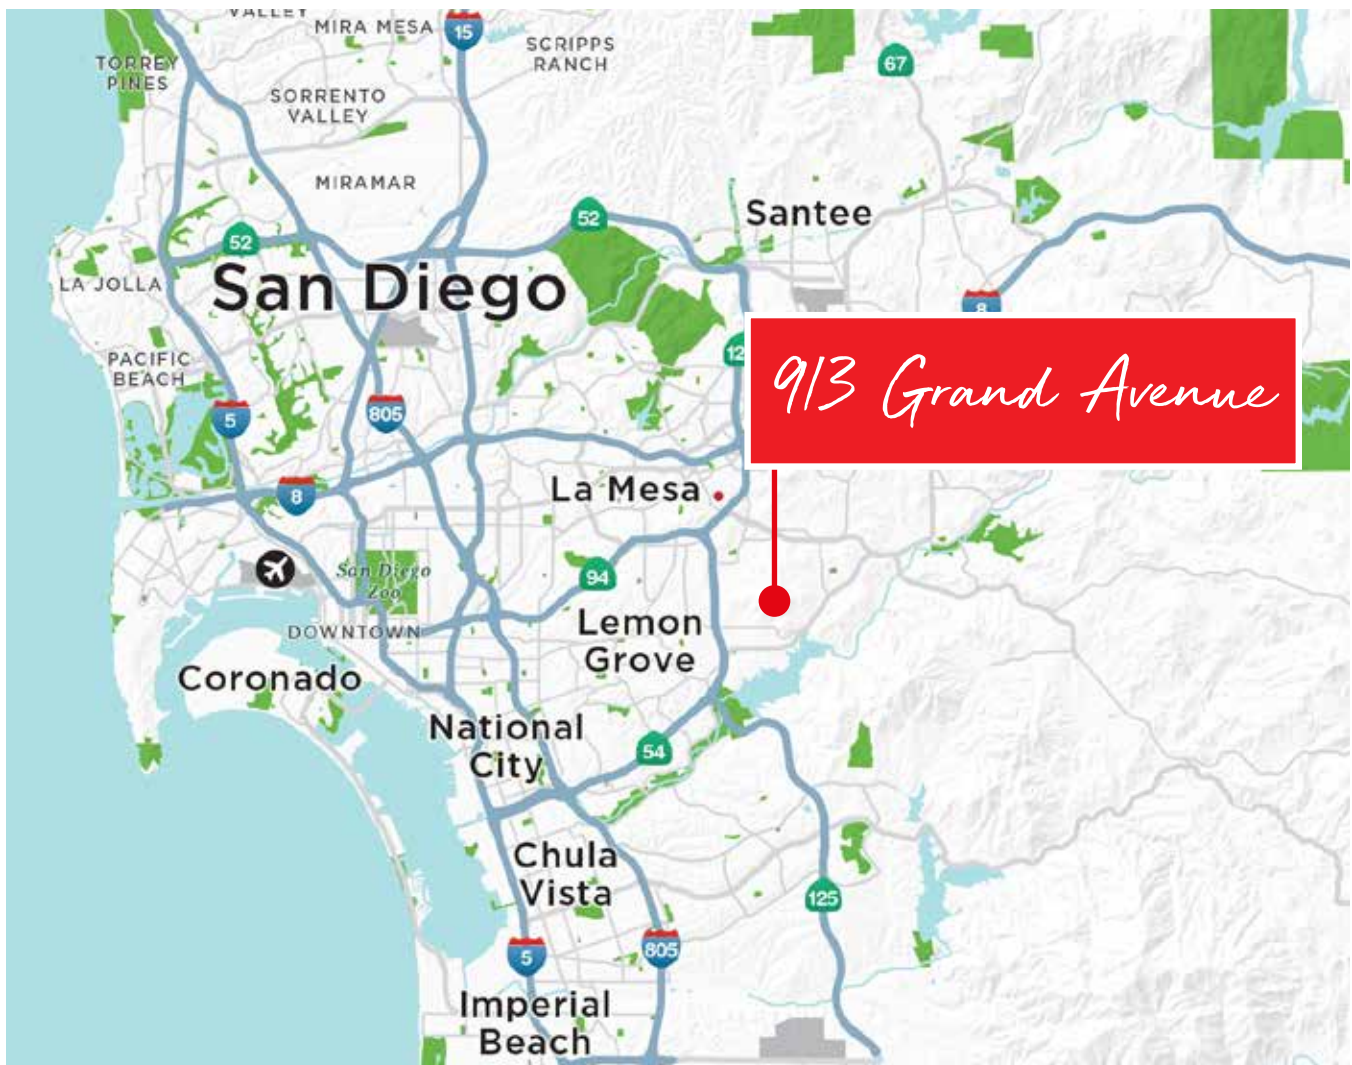 VALLEY
MIRA MESA
15
SCRIPPS
RANCH
67
TORREY
PINES
SORRENTO
VALLEY
MIRAMAR
52
Santee
52
LA JOLLA
San Diego
8
PACIFIC
BEACH
12
913 Grand Avenue
5
805
8
La Mesa
San Diego
Zoo
94
DOWNTOWN
Lemon
Grove
Coronado
National
City
54
Chula
Vista
125
5
805
Imperial
Beach